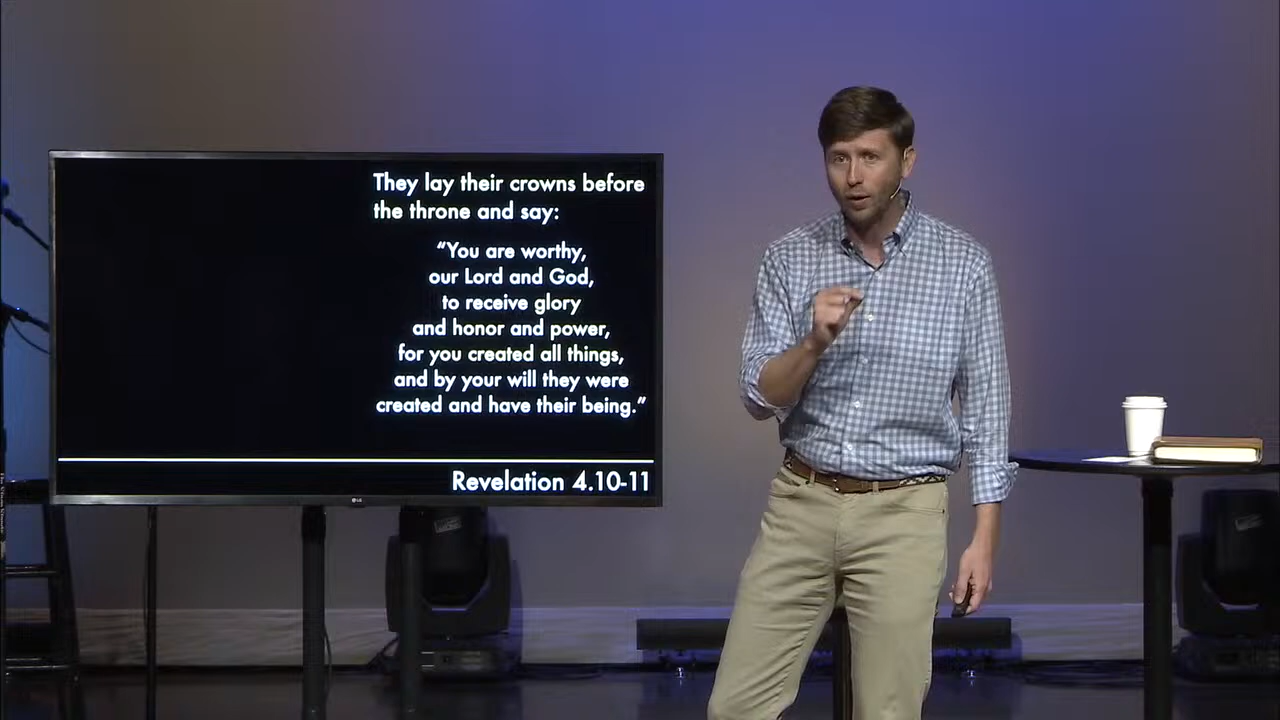 They lay their crowns before
the throne and say:
“You are worthy,
our Lord and God,
to receive glory
and honor and power,
for you created all things,
and by your will they were
created and have their being.”
Revelation 4.10-11
LG